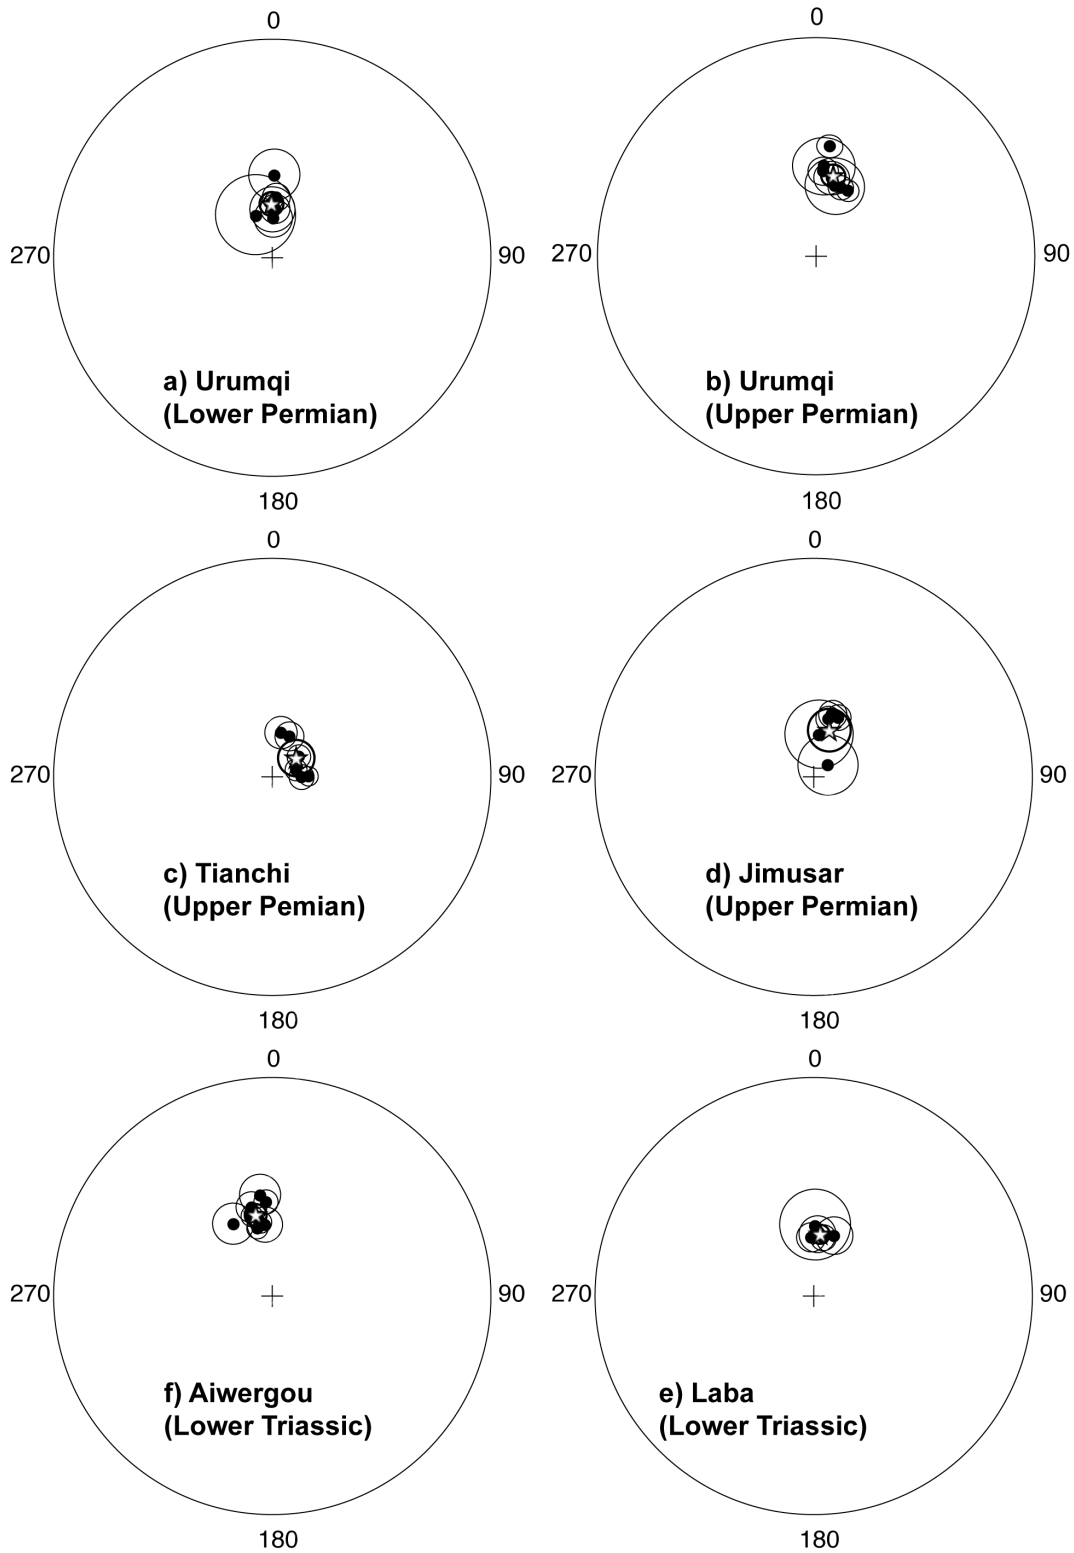 0
0
270
90
270
90
a) Urumqi
(Lower Permian)
b) Urumqi
(Upper Permian)
180
180
0
0
270
90
270
90
c) Tianchi
(Upper Pemian)
d) Jimusar
(Upper Permian)
180
180
0
0
270
90
270
90
f) Aiwergou
(Lower Triassic)
e) Laba
(Lower Triassic)
180
180